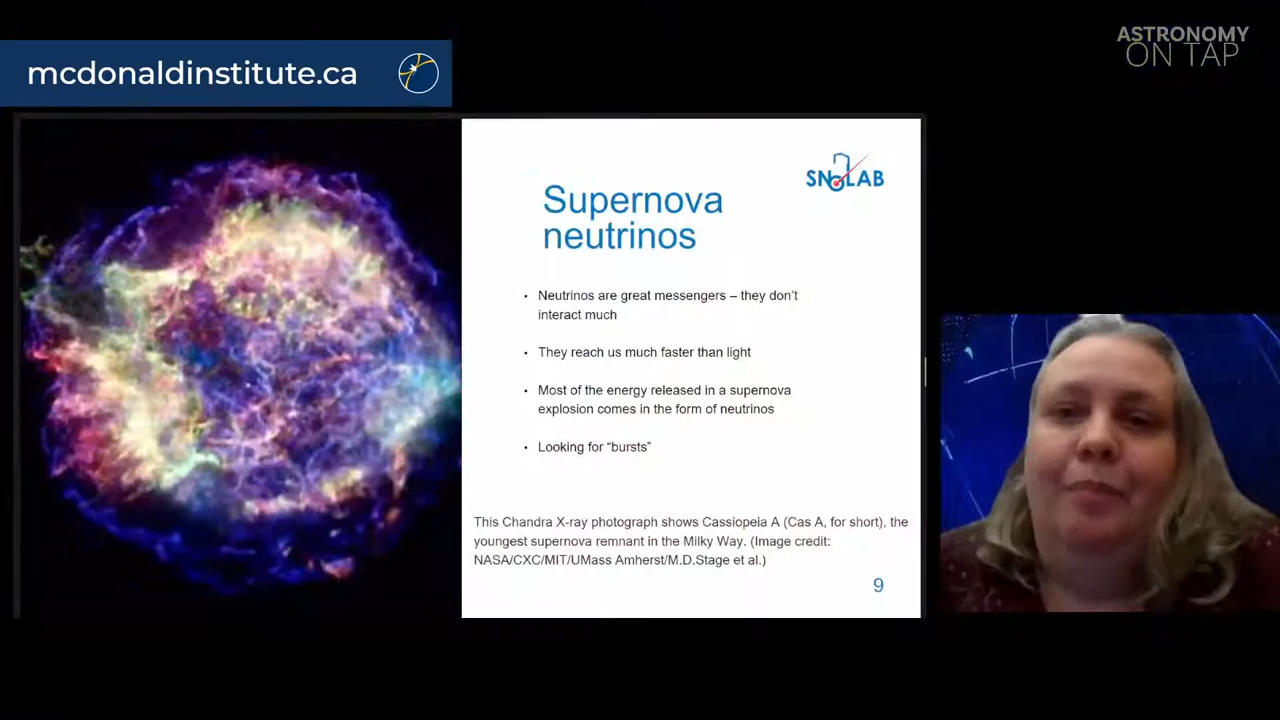 mcdonaldinstitute.ca
ASTRONOMY
ON TAP
SNOLAB
Supernova
neutrinos
• Neutrinos are great messengers – they don't
interact much
• They reach us much faster than light
• Most of the energy released in a supernova
explosion comes in the form of neutrinos
• Looking for “bursts”
This Chandra X-ray photograph shows Cassiopeia A (Cas A, for short), the
youngest supernova remnant in the Milky Way. (Image credit:
NASA/CXC/MIT/UMass Amherst/M.D.Stage et al.)
9